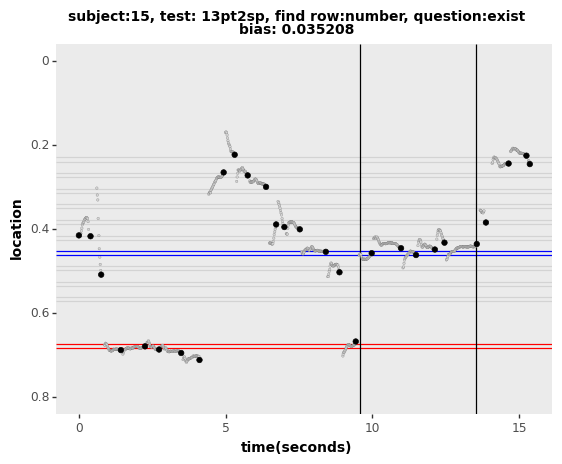 subject:15, test: 13pt2sp, find row:number, question:exist
bias: 0.035208
0
0.2
0.4
0.6
0.8
location
0
5
10
15
time(seconds)